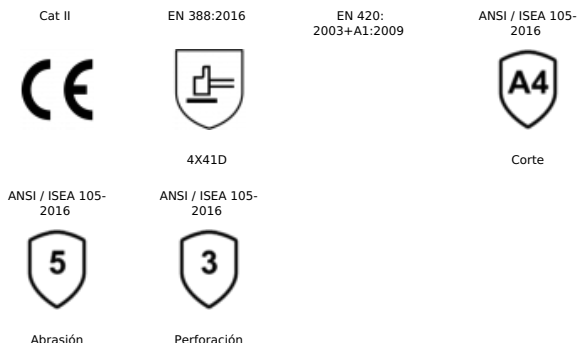 Cat II
EN 388:2016
EN 420:
2003+A1:2009
ANSI / ISEA 105-
2016
CE
A4
4X41D
Corte
ANSI / ISEA 105-
2016
ANSI / ISEA 105-
2016
5
3
Abrasión
Perforación